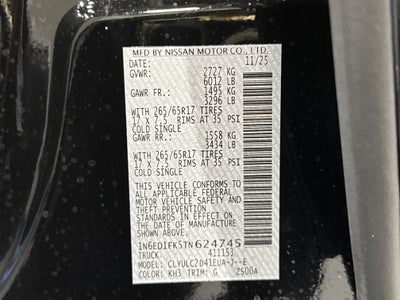 MFD BY NISSAN MOTOR CO., LTD.
DATE: 11/25
GVWR: 2727 KG
6012 LB
GAWR FR.: 1495 KG
3296 LB
WITH 265/65R17 TIRES
17 x 7.5 RIMS AT 35 PSI
COLD SINGLE
GAWR RR.: 1558 KG
3434 LB
WITH 265/65R17 TIRES
17 x 7.5 RIMS AT 35 PSI
COLD SINGLE
THIS VEHICLE CONFORMS TO
ALL APPLICABLE FEDERAL
MOTOR VEHICLE SAFETY AND
THEFT PREVENTION
STANDARDS IN EFFECT ON
THE DATE OF MANUFACTURE
SHOWN ABOVE
1N6ED1FK5TN624745
TRUCK 411153
MODEL: CLYULC2D41EUA-J--E
COLOR: KH3 TRIM: G ZS00A